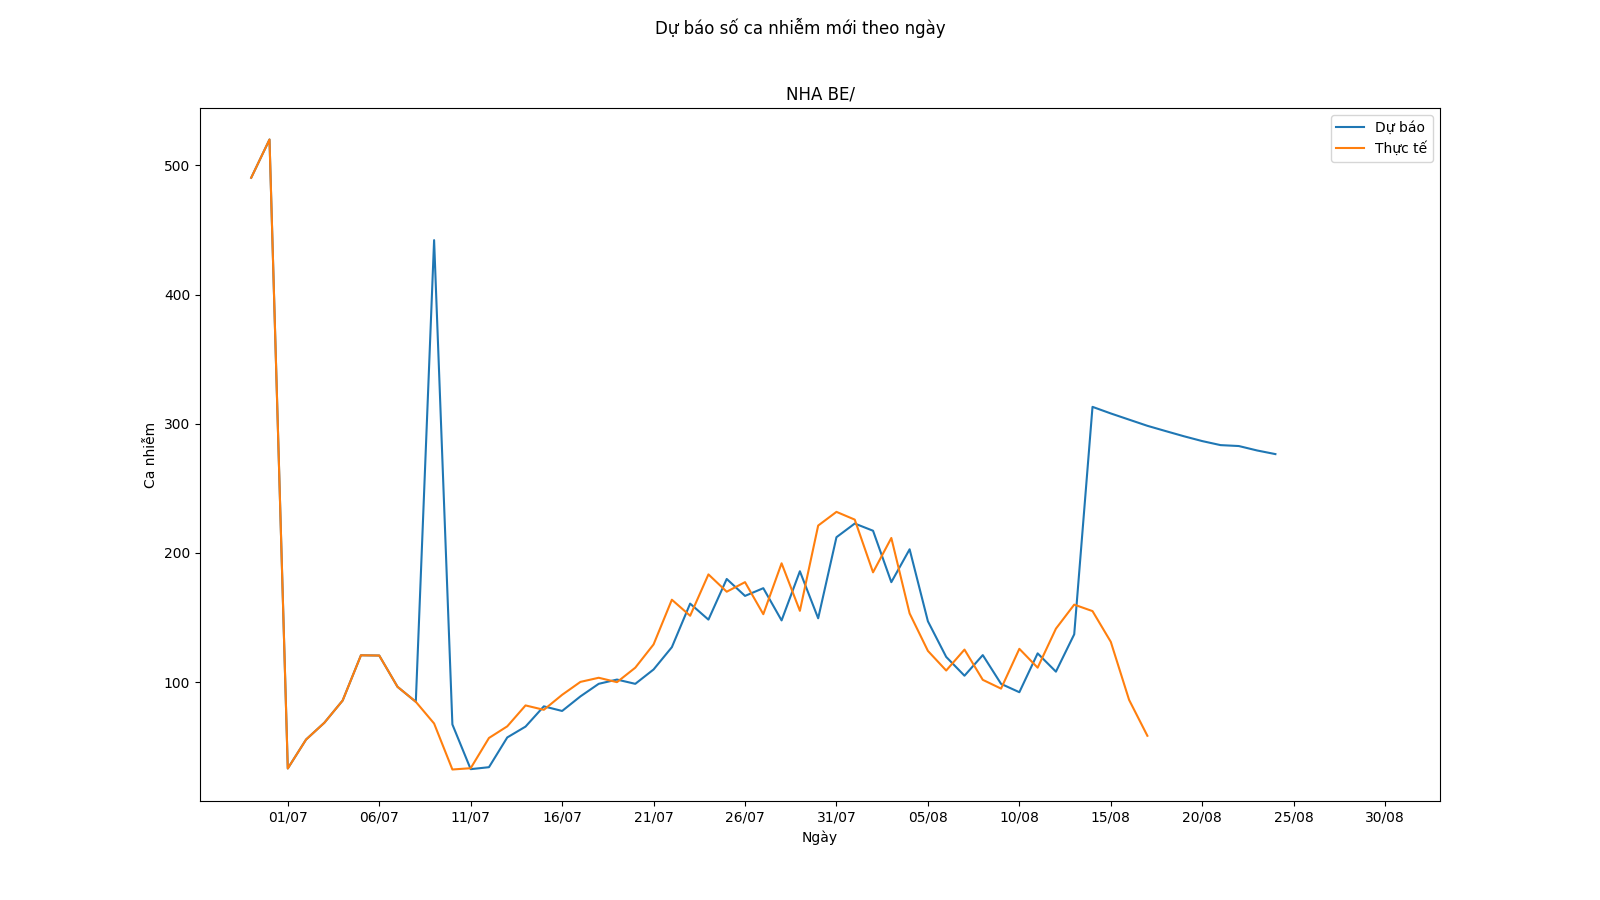 Dự báo số ca nhiễm mới theo ngày
NHA BE/
Dự báo
Thực tế
500
400
300
200
100
Ca nhiễm
01/07 06/07 11/07 16/07 21/07 26/07 31/07 05/08 10/08 15/08 20/08 25/08 30/08
Ngày